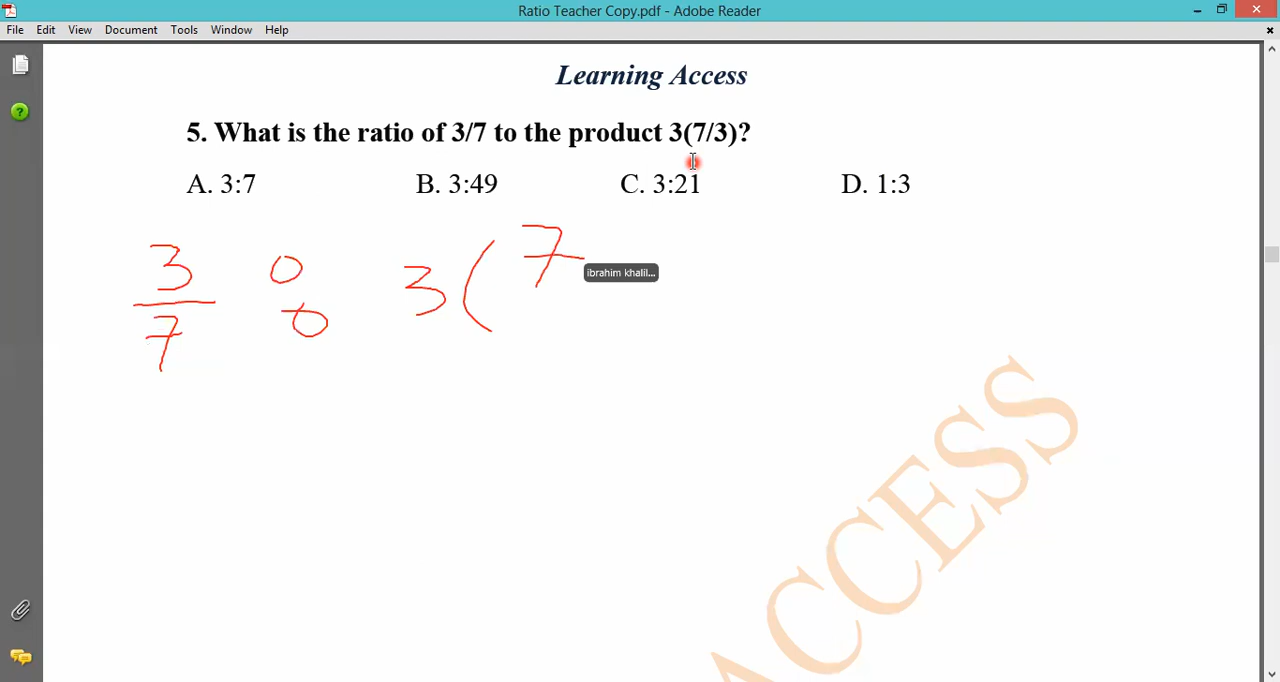 Ratio Teacher Copy.pdf - Adobe Reader
File Edit View Document Tools Window Help
Learning Access
5. What is the ratio of 3/7 to the product 3(7/3)?
A. 3:7 B. 3:49 C. 3:21 D. 1:3
3/7 : 3(7
ibrahim khalil...
ACCESS